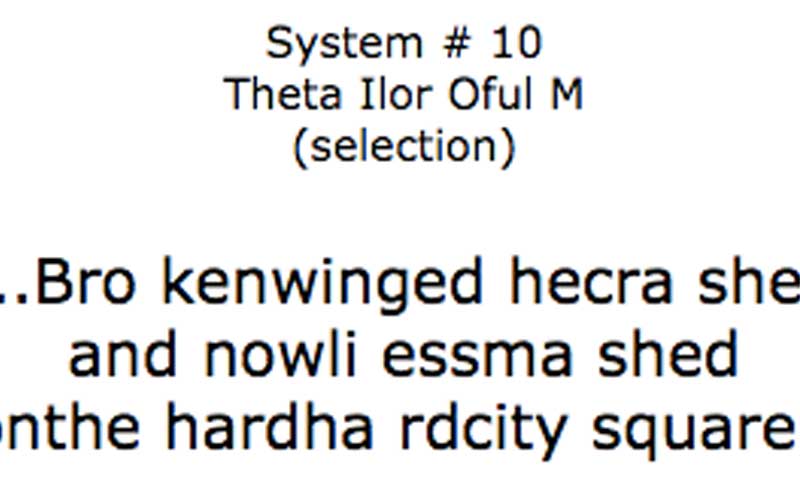 System # 10
Theta Ilor Oful M
(selection)
..Bro kenwinged hecra she
and nowli essma shed
onthe hardha rdcity square